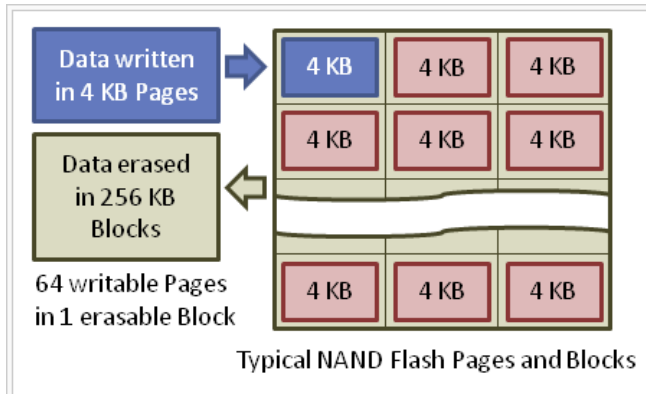 Data written
in 4 KB Pages
4 KB 4 KB 4 KB
4 KB 4 KB 4 KB
Data erased
in 256 KB
Blocks
64 writable Pages
in 1 erasable Block
4 KB 4 KB 4 KB
Typical NAND Flash Pages and Blocks